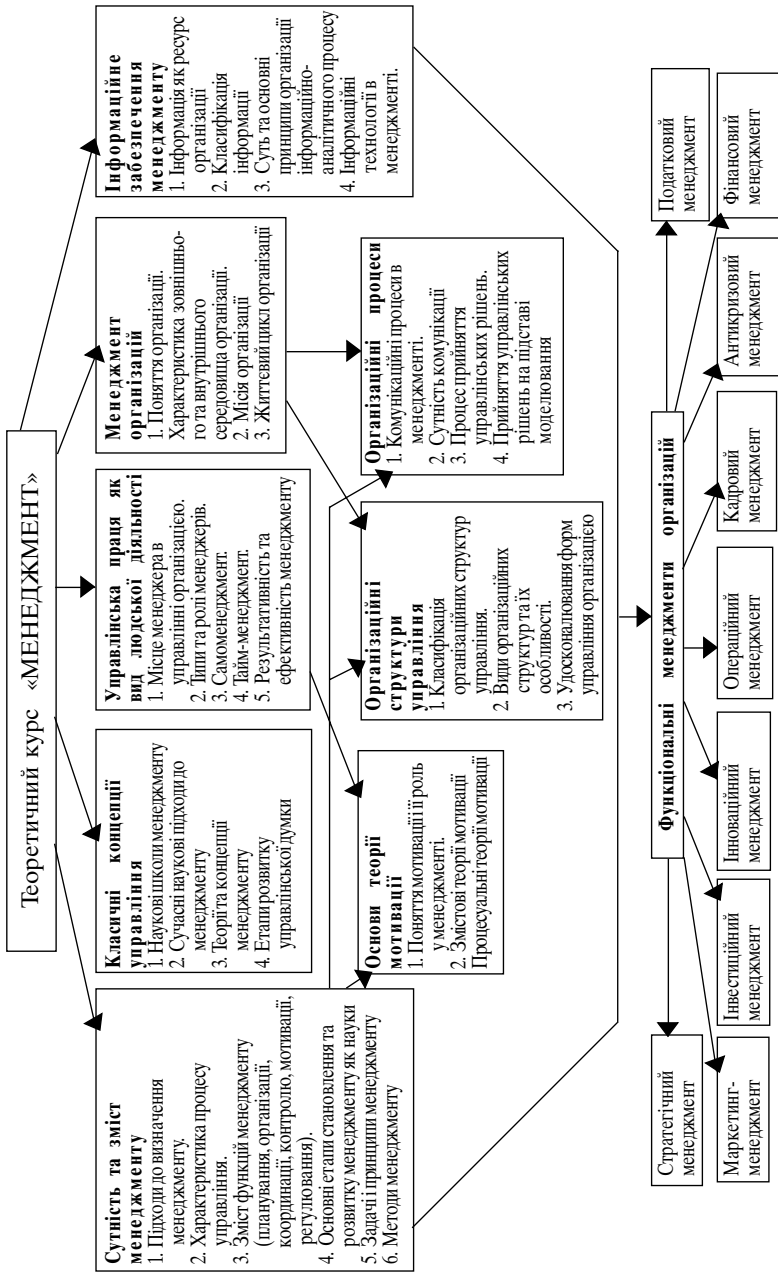 Теоретичний курс «МЕНЕДЖМЕНТ»
Сутність та зміст
менеджменту
1. Підходи до визначення
менеджменту.
2. Характеристика процесу
управління.
3. Зміст функцій менеджменту
(планування, організації,
координації, контролю, мотивації,
регулювання).
4. Основні етапи становлення та
розвитку менеджменту як науки
5. Задачі і принципи менеджменту
6. Методи менеджменту
Класичні концепції
управління
1. Наукові школи менеджменту
2. Сучасні наукові підходи до
менеджменту
3. Теорії та концепції
менеджменту
4. Етапи розвитку
управлінської думки
Управлінська праця як
вид людської діяльності
1. Місце менеджера в
управлінні організацією.
2. Типи та ролі менеджерів.
3. Самоменеджмент.
4. Тайм-менеджмент.
5. Результативність та
ефективність менеджменту
Менеджмент
організацій
1. Поняття організації.
Характеристика зовнішньо-
го та внутрішнього
середовища організації.
2. Місія організації
3. Життєвий цикл організації
Інформаційне
забезпечення
менеджменту
1. Інформація як ресурс
організації
2. Класифікація
інформації
3. Суть та основні
принципи організації
інформаційно-
аналітичного процесу
4. Інформаційні
технології в
менеджменті.
Основи теорії
мотивації
1. Поняття мотивації і її роль
у менеджменті.
2. Змістові теорії мотивації
Процесуальні теорії мотивації
Організаційні
структури
управління
1. Класифікація
організаційних структур
управління.
2. Види організаційних
структур та їх
особливості.
3. Удосконалювання форм
управління організацією
Організаційні процеси
1. Комунікаційні процеси в
менеджменті.
2. Сутність комунікації
3. Процес прийняття
управлінських рішень.
4. Прийняття управлінських
рішень на підставі
моделювання
Функціональні менеджменти організацій
Стратегічний
менеджмент
Податковий
менеджмент
Маркетинг-
менеджмент
Інвестиційний
менеджмент
Інноваційний
менеджмент
Операційний
менеджмент
Кадровий
менеджмент
Антикризовий
менеджмент
Фінансовий
менеджмент